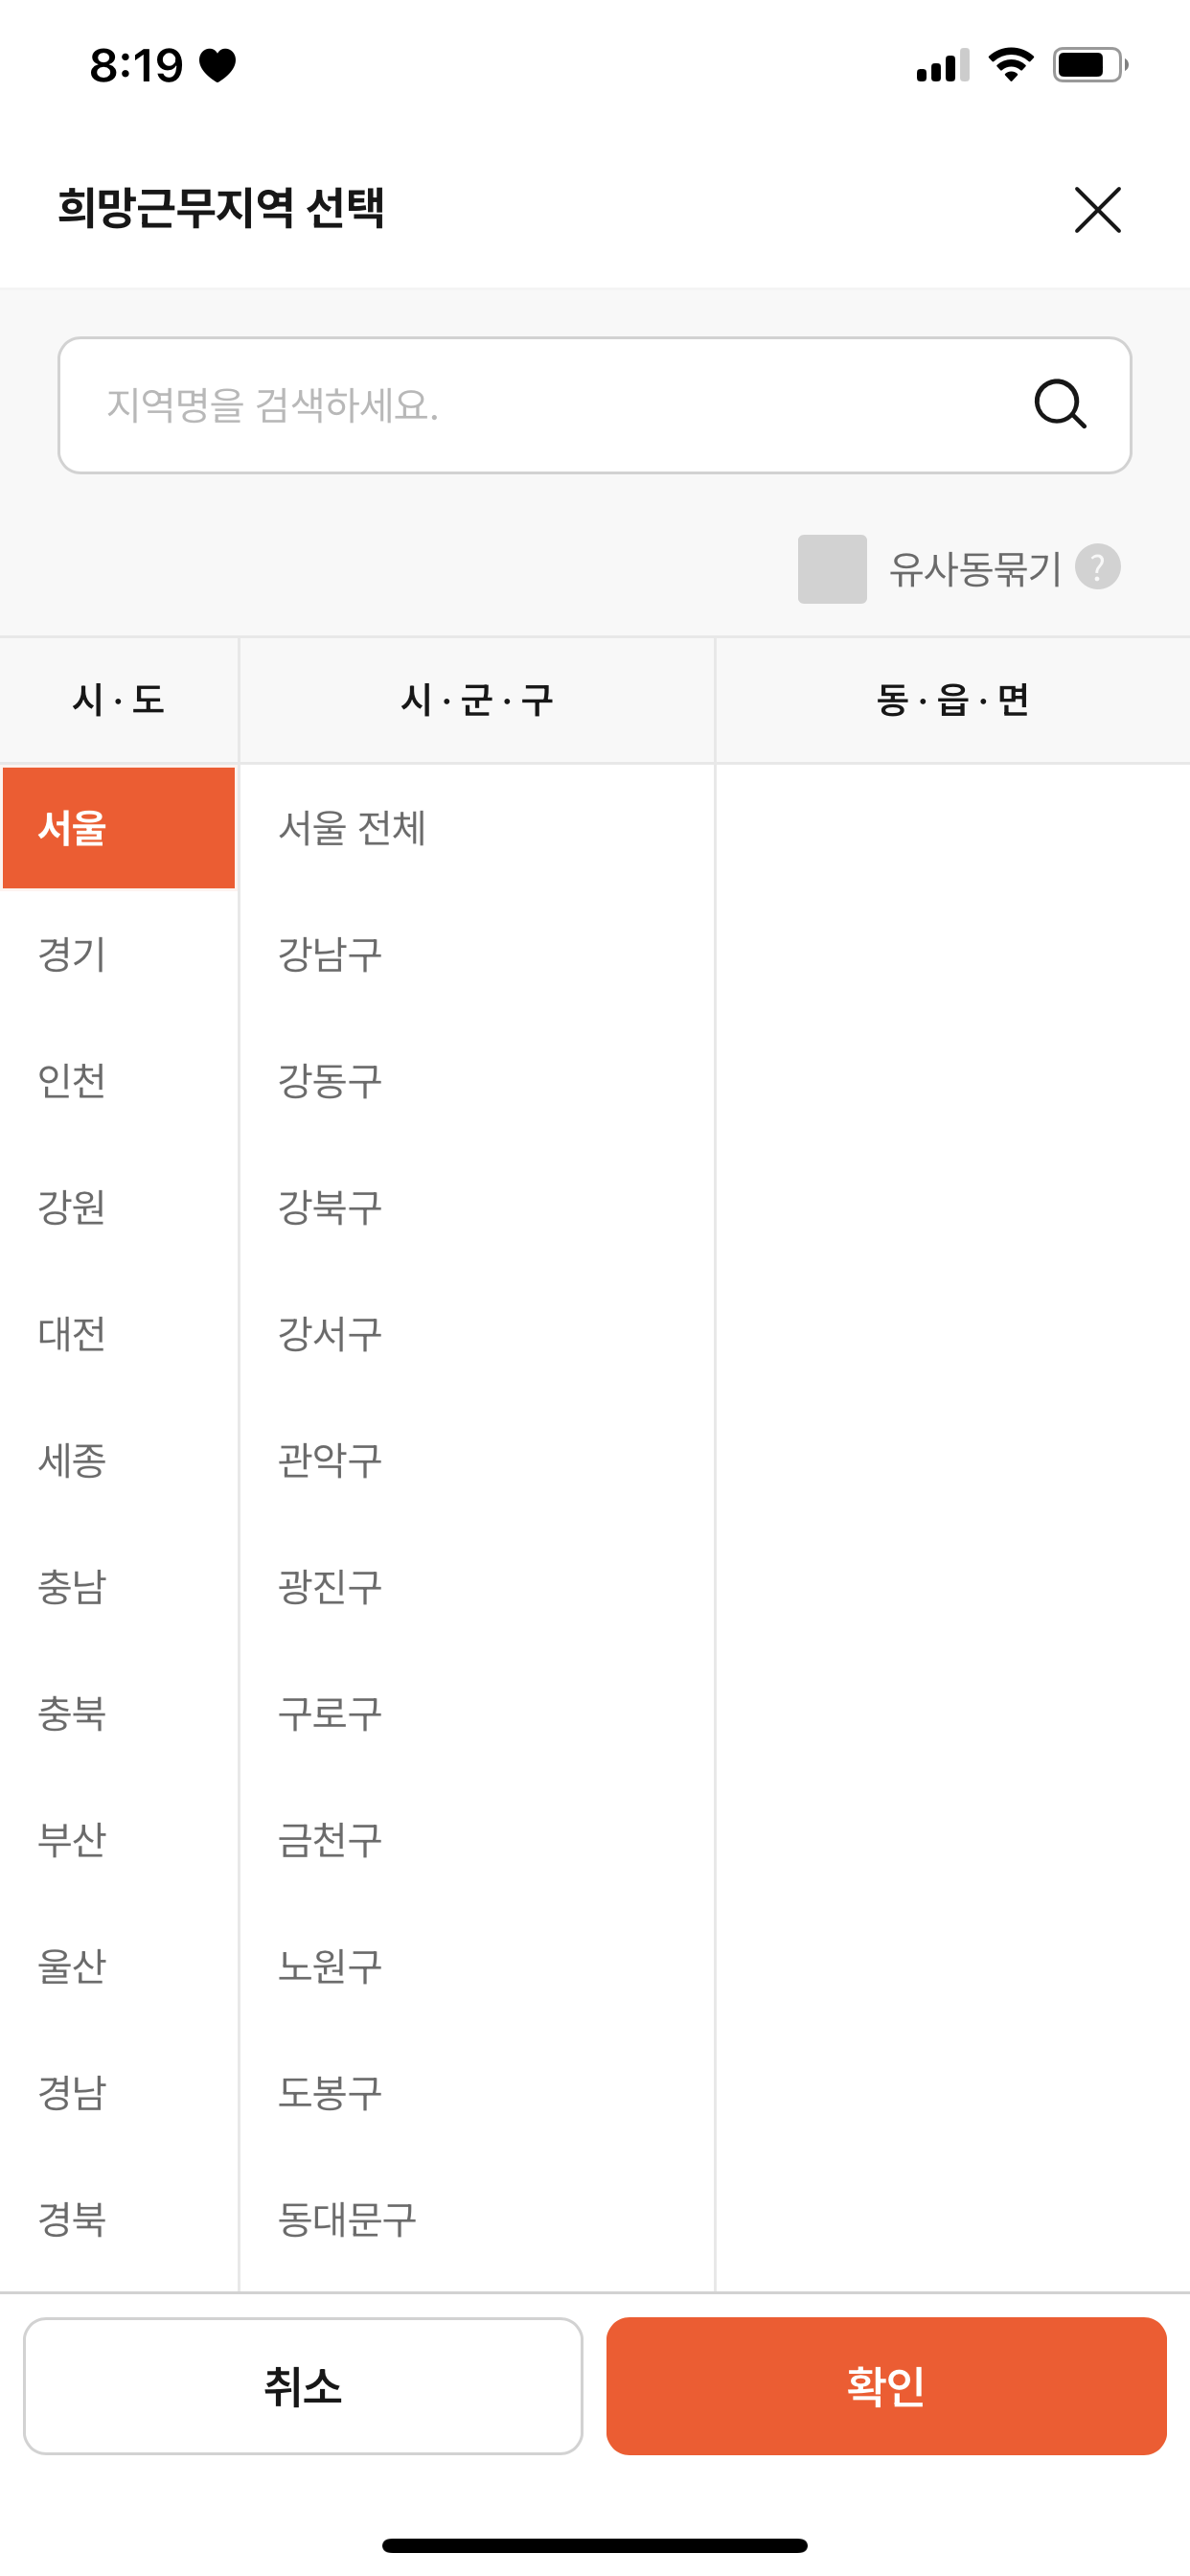 8:19
희망근무지역 선택
지역명을 검색하세요.
유사동묶기 ?
시 · 도
시 · 군 · 구
동 · 읍 · 면
서울
서울 전체
경기
강남구
인천
강동구
강원
강북구
대전
강서구
세종
관악구
충남
광진구
충북
구로구
부산
금천구
울산
노원구
경남
도봉구
경북
동대문구
취소
확인